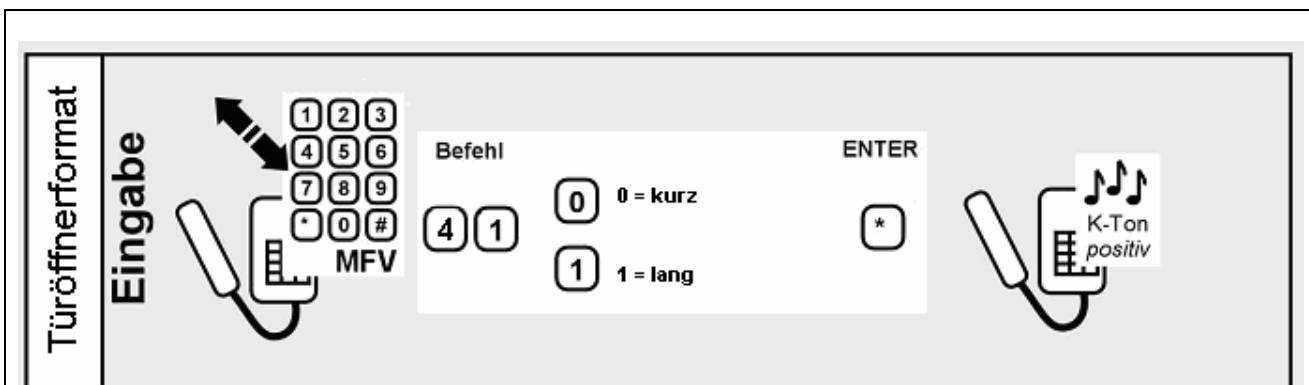 Türöffnerformat
Eingabe
1 2 3
4 5 6
7 8 9
* 0 #
MFV
Befehl
4 1
0 0 = kurz
1 1 = lang
ENTER
*
K-Ton
positiv